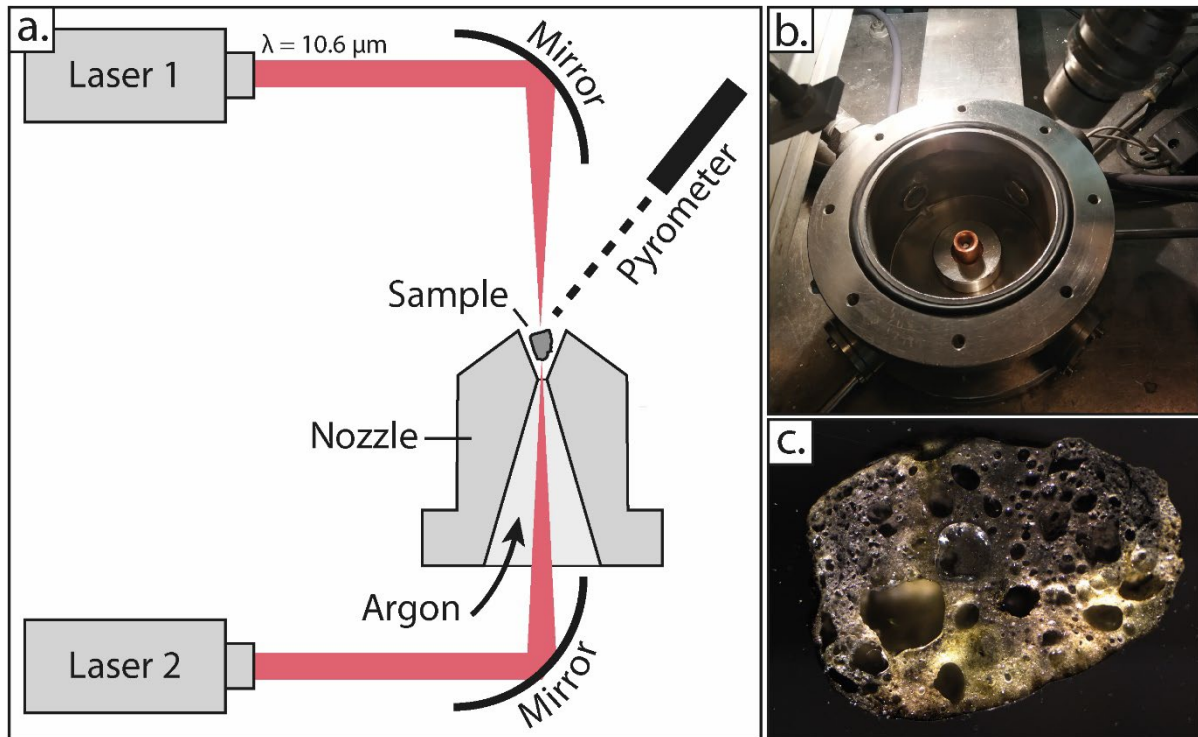 a.
Laser 1
λ = 10.6 µm
Mirror
Pyrometer
Sample
Nozzle
Argon
Laser 2
Mirror
b.
c.